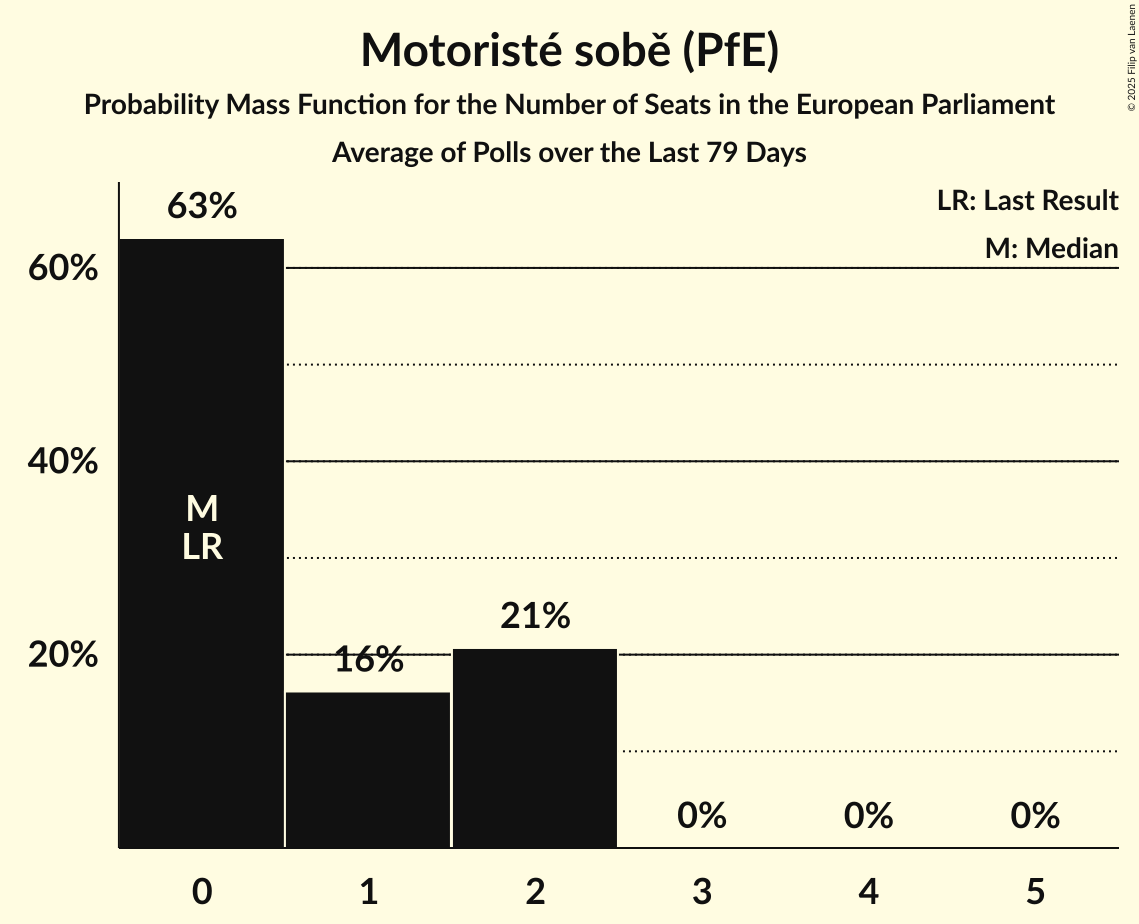 Motoristé sobě (PfE)
Probability Mass Function for the Number of Seats in the European Parliament
Average of Polls over the Last 79 Days
© 2025 Filip van Laenen
LR: Last Result
M: Median
63%
60%
40%
M
LR
21%
20%
16%
0%
0%
0%
0
1
2
3
4
5